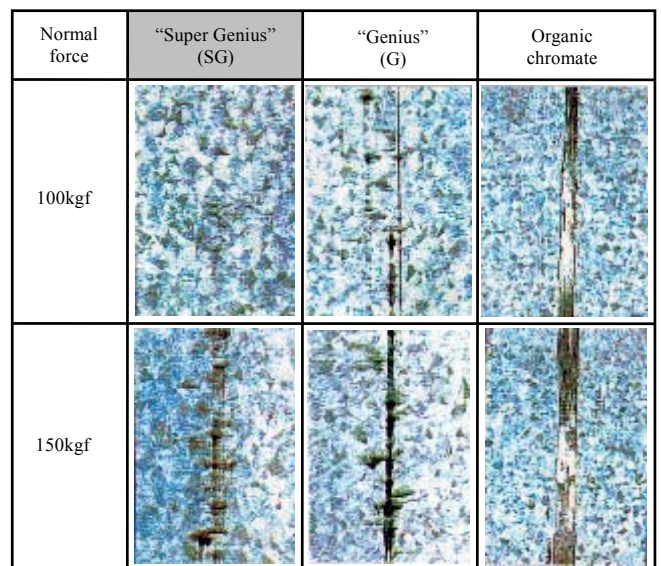 Normal
force
“Super Genius”
(SG)
“Genius”
(G)
Organic
chromate
100kgf
150kgf